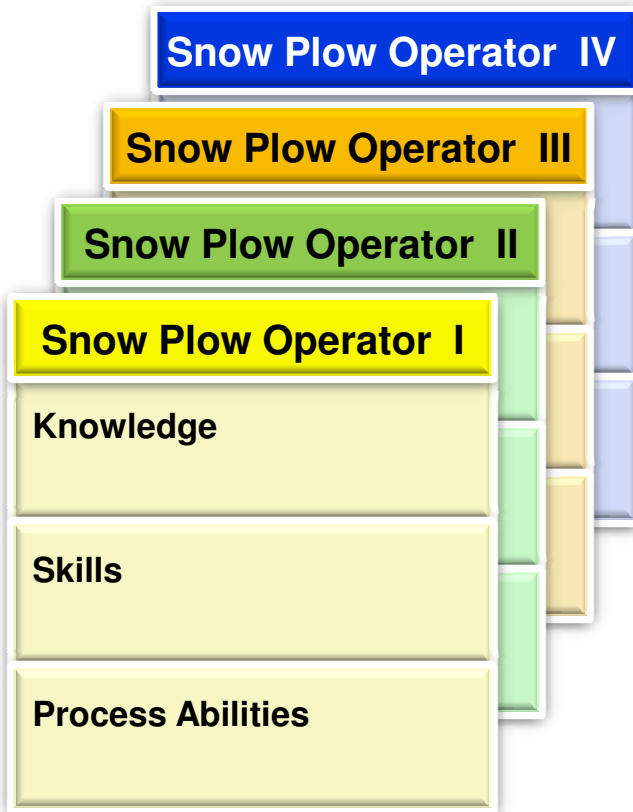 Snow Plow Operator IV
Snow Plow Operator III
Snow Plow Operator II
Snow Plow Operator I
Knowledge
Skills
Process Abilities